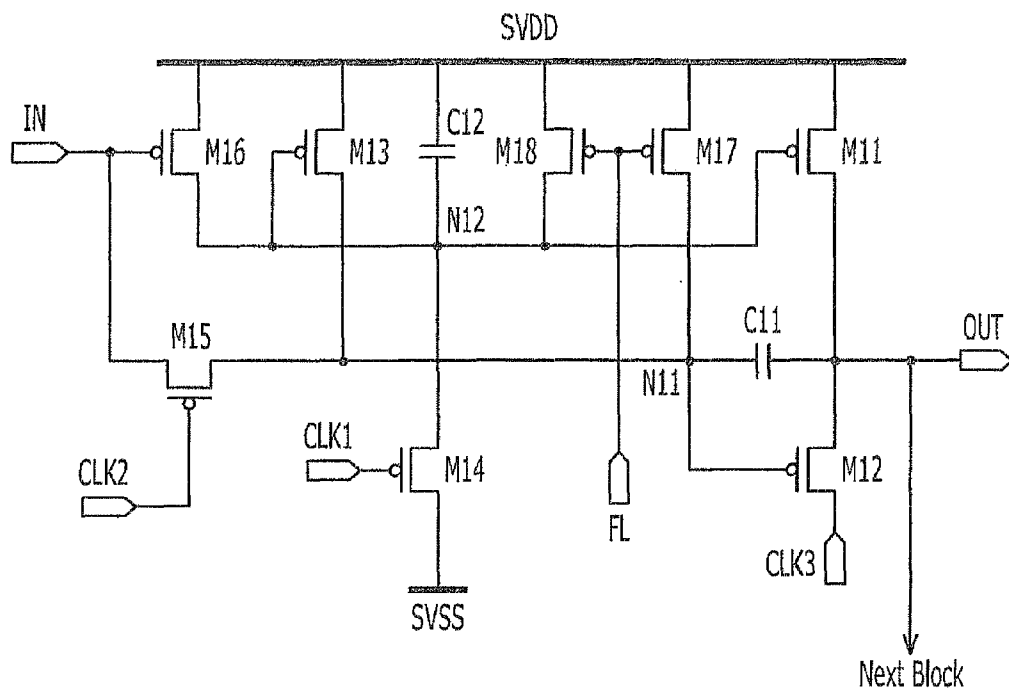 SVDD
IN
C12
M16
M13
M18
M17
M11
N12
M15
C11
OUT
N11
CLK1
CLK2
M14
M12
FL
CLK3
SVSS
Next Block